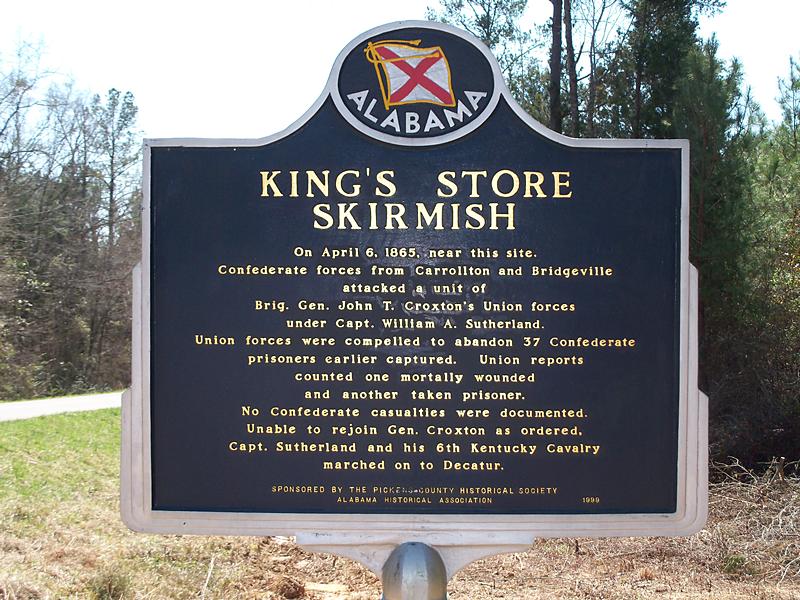 ALABAMA
KING'S STORE
SKIRMISH
On April 6, 1865, near this site,
Confederate forces from Carrollton and Bridgeville
attacked a unit of
Brig. Gen. John T. Croxton's Union forces
under Capt. William A. Sutherland.
Union forces were compelled to abandon 37 Confederate
prisoners earlier captured. Union reports
counted one mortally wounded
and another taken prisoner.
No Confederate casualties were documented.
Unable to rejoin Gen. Croxton as ordered,
Capt. Sutherland and his 6th Kentucky Cavalry
marched on to Decatur.
SPONSORED BY THE PICKENS COUNTY HISTORICAL SOCIETY
ALABAMA HISTORICAL ASSOCIATION 1999